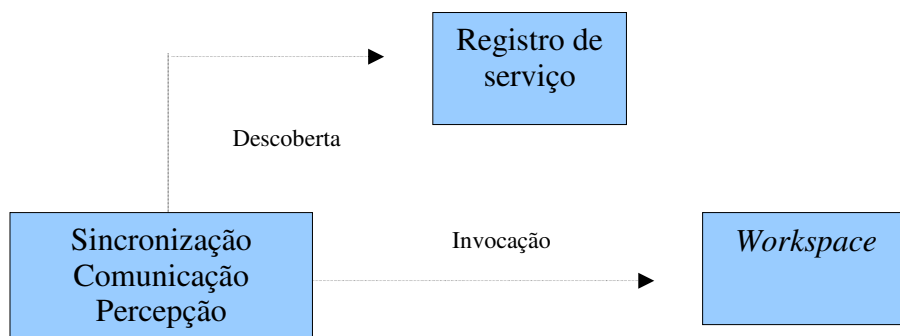 Registro de
serviço
Descoberta
Invocação
Sincronização
Comunicação
Percepção
Workspace